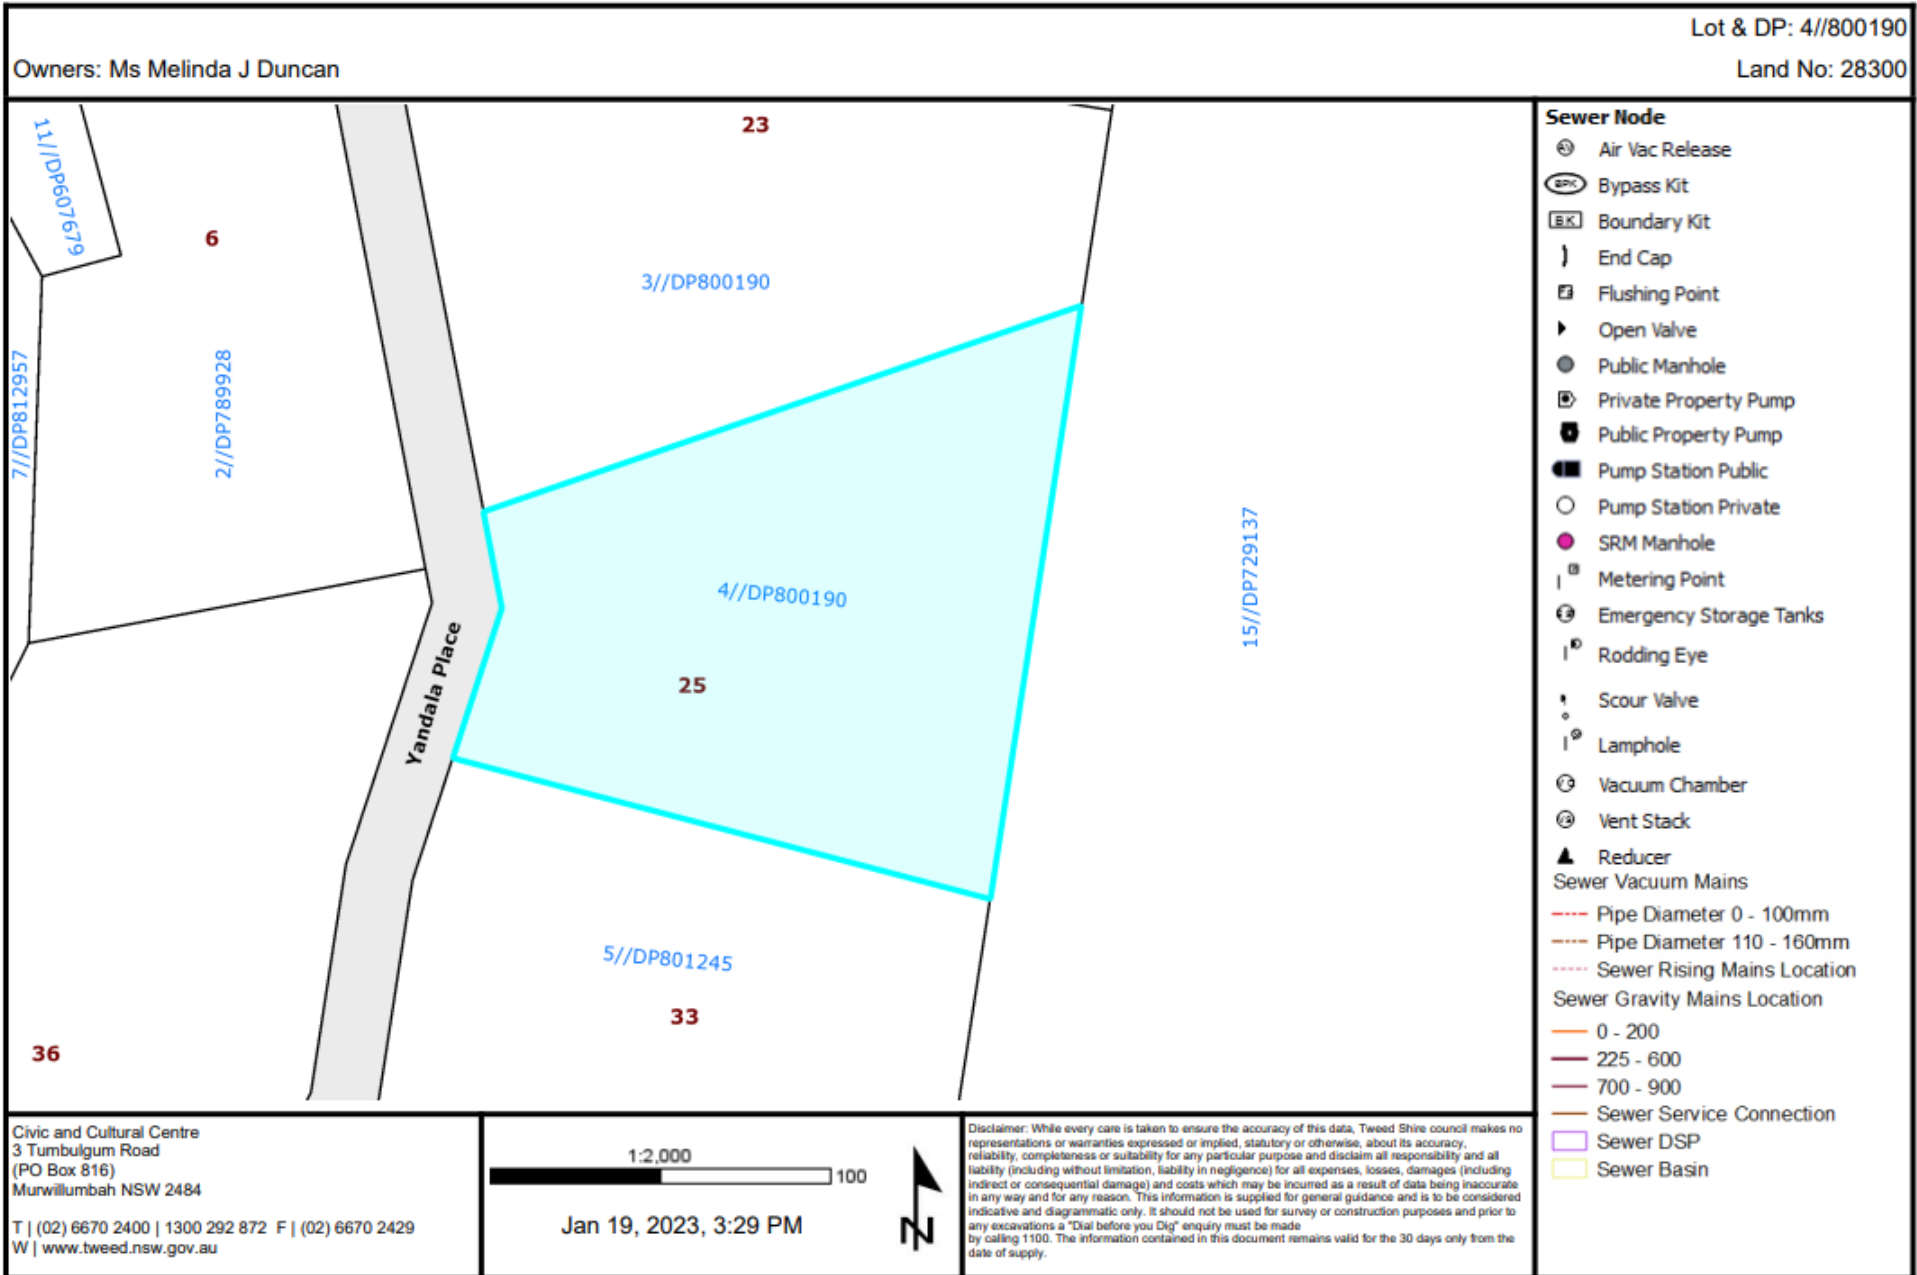 Lot & DP: 4//800190
Owners: Ms Melinda J Duncan
Land No: 28300
23
11//DP607679
6
3//DP800190
7//DP812957
2//DP789928
15//DP729137
4//DP800190
Yandala Place
25
5//DP801245
33
36
Sewer Node
Air Vac Release
BPK
Bypass Kit
B.K.
Boundary Kit
End Cap
Flushing Point
Open Valve
Public Manhole
Private Property Pump
Public Property Pump
Pump Station Public
Pump Station Private
SRM Manhole
Metering Point
Emergency Storage Tanks
Rodding Eye
Scour Valve
Lamphole
Vacuum Chamber
Vent Stack
Reducer
Sewer Vacuum Mains
Pipe Diameter 0 - 100mm
Pipe Diameter 110 - 160mm
Sewer Rising Mains Location
Sewer Gravity Mains Location
0 - 200
225 - 600
700 - 900
Sewer Service Connection
Sewer DSP
Sewer Basin
Civic and Cultural Centre
3 Tumbulgum Road
(PO Box 816)
Murwillumbah NSW 2484
T | (02) 6670 2400 | 1300 292 872 F | (02) 6670 2429
W | www.tweed.nsw.gov.au
1:2,000
100
Jan 19, 2023, 3:29 PM
N
Disclaimer: While every care is taken to ensure the accuracy of this data, Tweed Shire council makes no
representations or warranties expressed or implied, statutory or otherwise, about its accuracy,
reliability, completeness or suitability for any particular purpose and disclaim all responsibility and all
liability (including without limitation, liability in negligence) for all expenses, losses, damages (including
indirect or consequential damage) and costs which may be incurred as a result of data being inaccurate
in any way and for any reason. This information is supplied for general guidance and is to be considered
indicative and diagrammatic only. It should not be used for survey or construction purposes and prior to
any excavations a "Dial before you Dig" enquiry must be made
by calling 1100. The information contained in this document remains valid for the 30 days only from the
date of supply.